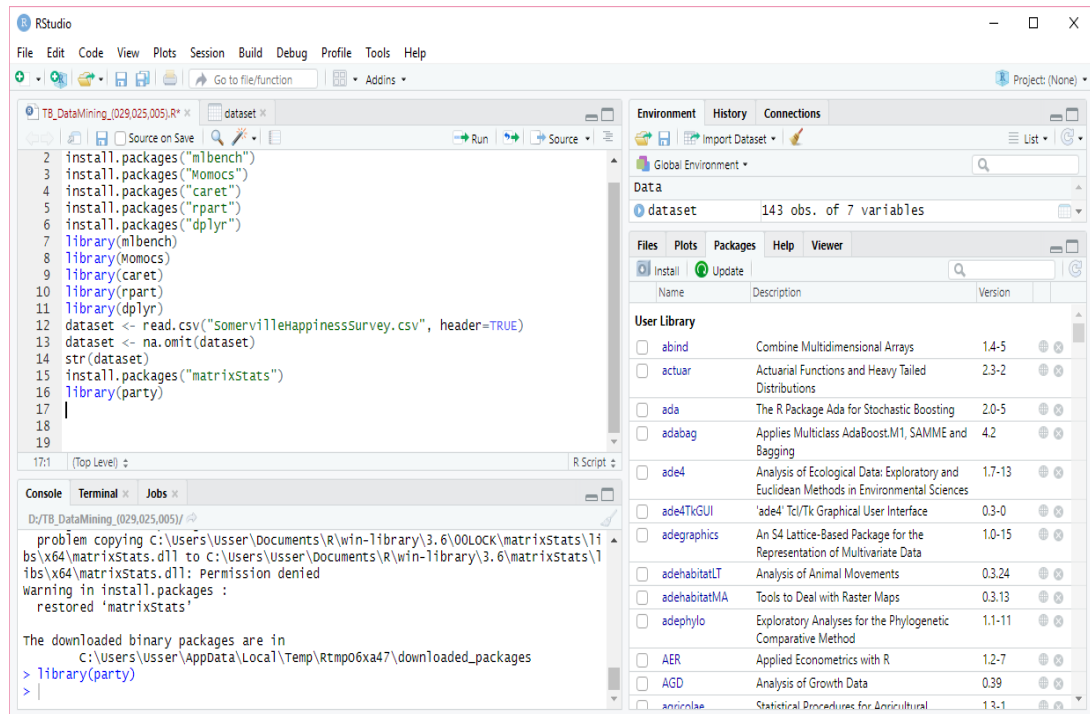 RStudio
File Edit Code View Plots Session Build Debug Profile Tools Help
Go to file/function Addins Project: (None)
TB_DataMining_(029,025,005).R* dataset
Source on Save Run Source
2 install.packages("mlbench")
3 install.packages("Momocs")
4 install.packages("caret")
5 install.packages("rpart")
6 install.packages("dplyr")
7 library(mlbench)
8 library(Momocs)
9 library(caret)
10 library(rpart)
11 library(dplyr)
12 dataset <- read.csv("SomervilleHappinessSurvey.csv", header=TRUE)
13 dataset <- na.omit(dataset)
14 str(dataset)
15 install.packages("matrixStats")
16 library(party)
17
18
19
17:1 (Top Level) R Script
Console Terminal Jobs
D:/TB_DataMining_(029,025,005)/
problem copying C:\Users\Usser\Documents\R\win-library\3.6\00LOCK\matrixStats\li
bs\x64\matrixStats.dll to C:\Users\Usser\Documents\R\win-library\3.6\matrixStats\l
ibs\x64\matrixStats.dll: Permission denied
Warning in install.packages :
restored ‘matrixStats’
The downloaded binary packages are in
C:\Users\Usser\AppData\Local\Temp\RtmpO6xa47\downloaded_packages
> library(party)
>
Environment History Connections
Import Dataset List
Global Environment
Data
dataset 143 obs. of 7 variables
Files Plots Packages Help Viewer
Install Update
Name Description Version
User Library
abind Combine Multidimensional Arrays 1.4-5
actuar Actuarial Functions and Heavy Tailed 2.3-2
Distributions
ada The R Package Ada for Stochastic Boosting 2.0-5
adabag Applies Multiclass AdaBoost.M1, SAMME and 4.2
Bagging
ade4 Analysis of Ecological Data: Exploratory and 1.7-13
Euclidean Methods in Environmental Sciences
ade4TkGUI 'ade4' Tcl/Tk Graphical User Interface 0.3-0
adegraphics An S4 Lattice-Based Package for the 1.0-15
Representation of Multivariate Data
adehabitatLT Analysis of Animal Movements 0.3.24
adehabitatMA Tools to Deal with Raster Maps 0.3.13
adephylo Exploratory Analyses for the Phylogenetic 1.1-11
Comparative Method
AER Applied Econometrics with R 1.2-7
AGD Analysis of Growth Data 0.39
agricolae Statistical Procedures for Agricultural 1.3-1